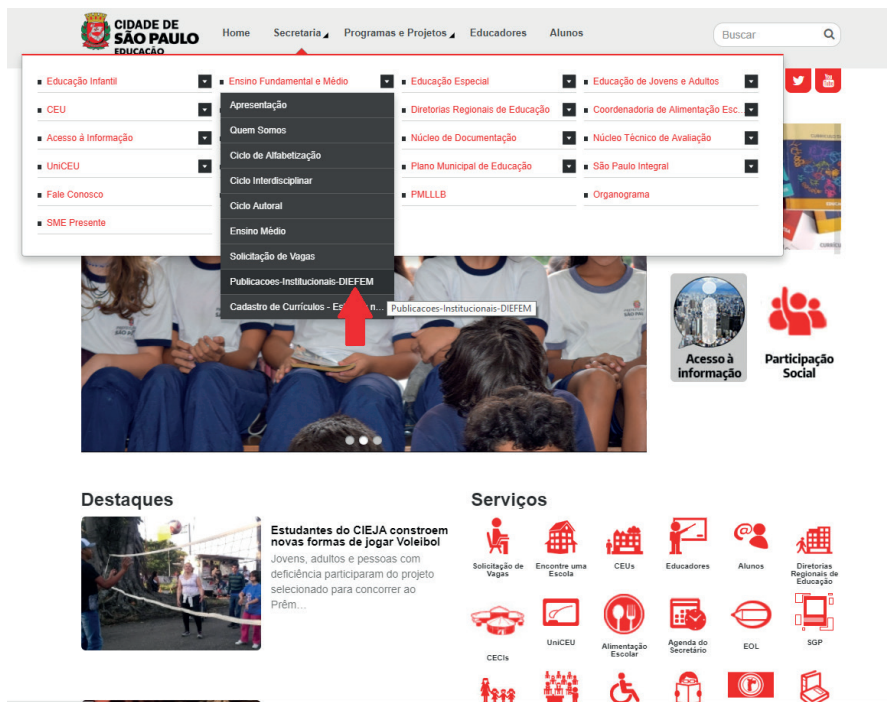 CIDADE DE
SÃO PAULO
EDUCAÇÃO
Home Secretaria Programas e Projetos Educadores Alunos
Buscar
Educação Infantil
Ensino Fundamental e Médio
Educação Especial
Educação de Jovens e Adultos
CEU
Apresentação
Diretorias Regionais de Educação
Coordenadoria de Alimentação Esc...
Acesso à Informação
Quem Somos
Núcleo de Documentação
Núcleo Técnico de Avaliação
Ciclo de Alfabetização
UniCEU
Ciclo Interdisciplinar
Plano Municipal de Educação
São Paulo Integral
Fale Conosco
Ciclo Autoral
PMLLLB
Organograma
SME Presente
Ensino Médio
Solicitação de Vagas
Publicacoes-Institucionais-DIEFEM
Cadastro de Currículos - Es
n...
Publicacoes-Institucionais-DIEFEM
Acesso à
informação
Participação
Social
Destaques
Estudantes do CIEJA constroem
novas formas de jogar Voleibol
Jovens, adultos e pessoas com
deficiência participaram do projeto
selecionado para concorrer ao
Prêm...
Serviços
Solicitação de
Vagas
Encontre uma
Escola
CEUs
Educadores
Alunos
Diretorias
Regionais de
Educação
CECIs
UniCEU
Alimentação
Escolar
Agenda do
Secretário
EOL
SGP